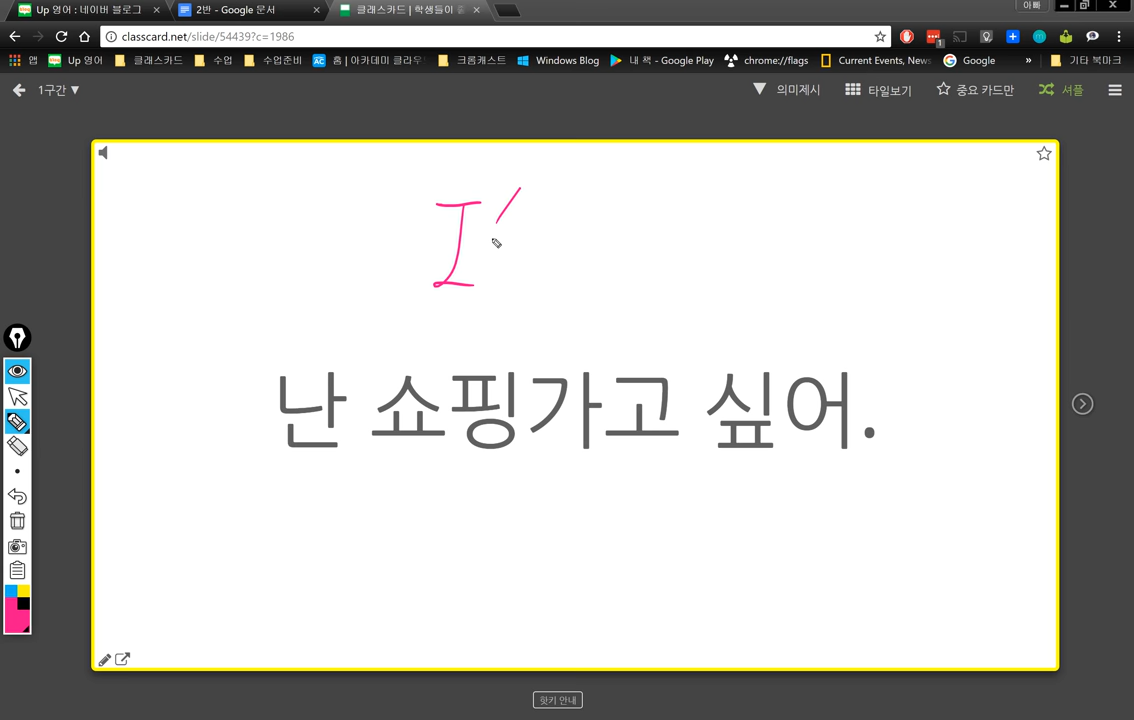 Up 영어 : 네이버 블로그
2반 - Google 문서
클래스카드 | 학생들이 좋
아빠
classcard.net/slide/54439?c=1986
앱 Up 영어 클래스카드 수업 수업준비 홈 | 아카데미 클라우 크롬캐스트 Windows Blog 내 책 - Google Play chrome://flags Current Events, News Google » 기타 북마크
1구간 ▼ ▼ 의미제시 타일보기 중요 카드만 셔플
I'
난 쇼핑가고 싶어.
핫키 안내